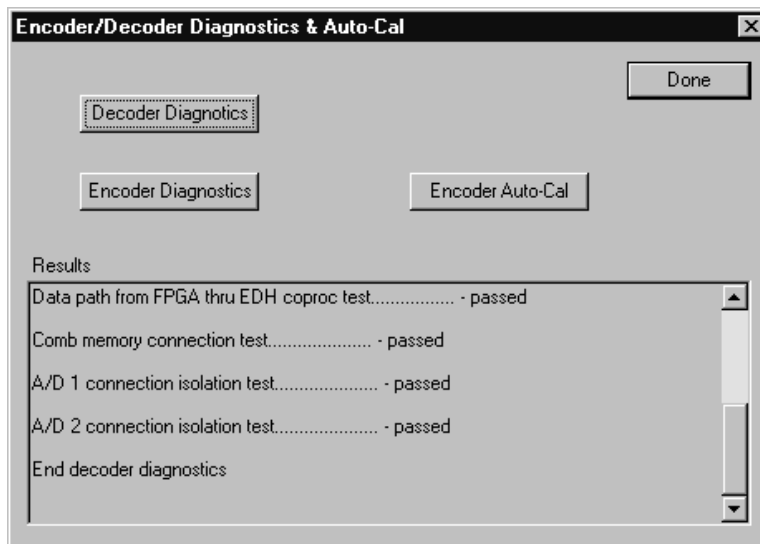 Encoder/Decoder Diagnostics & Auto-Cal
Done
Decoder Diagnotics
Encoder Diagnostics
Encoder Auto-Cal
Results
Data path from FPGA thru EDH coproc test................. - passed
Comb memory connection test..................... - passed
A/D 1 connection isolation test..................... - passed
A/D 2 connection isolation test..................... - passed
End decoder diagnostics